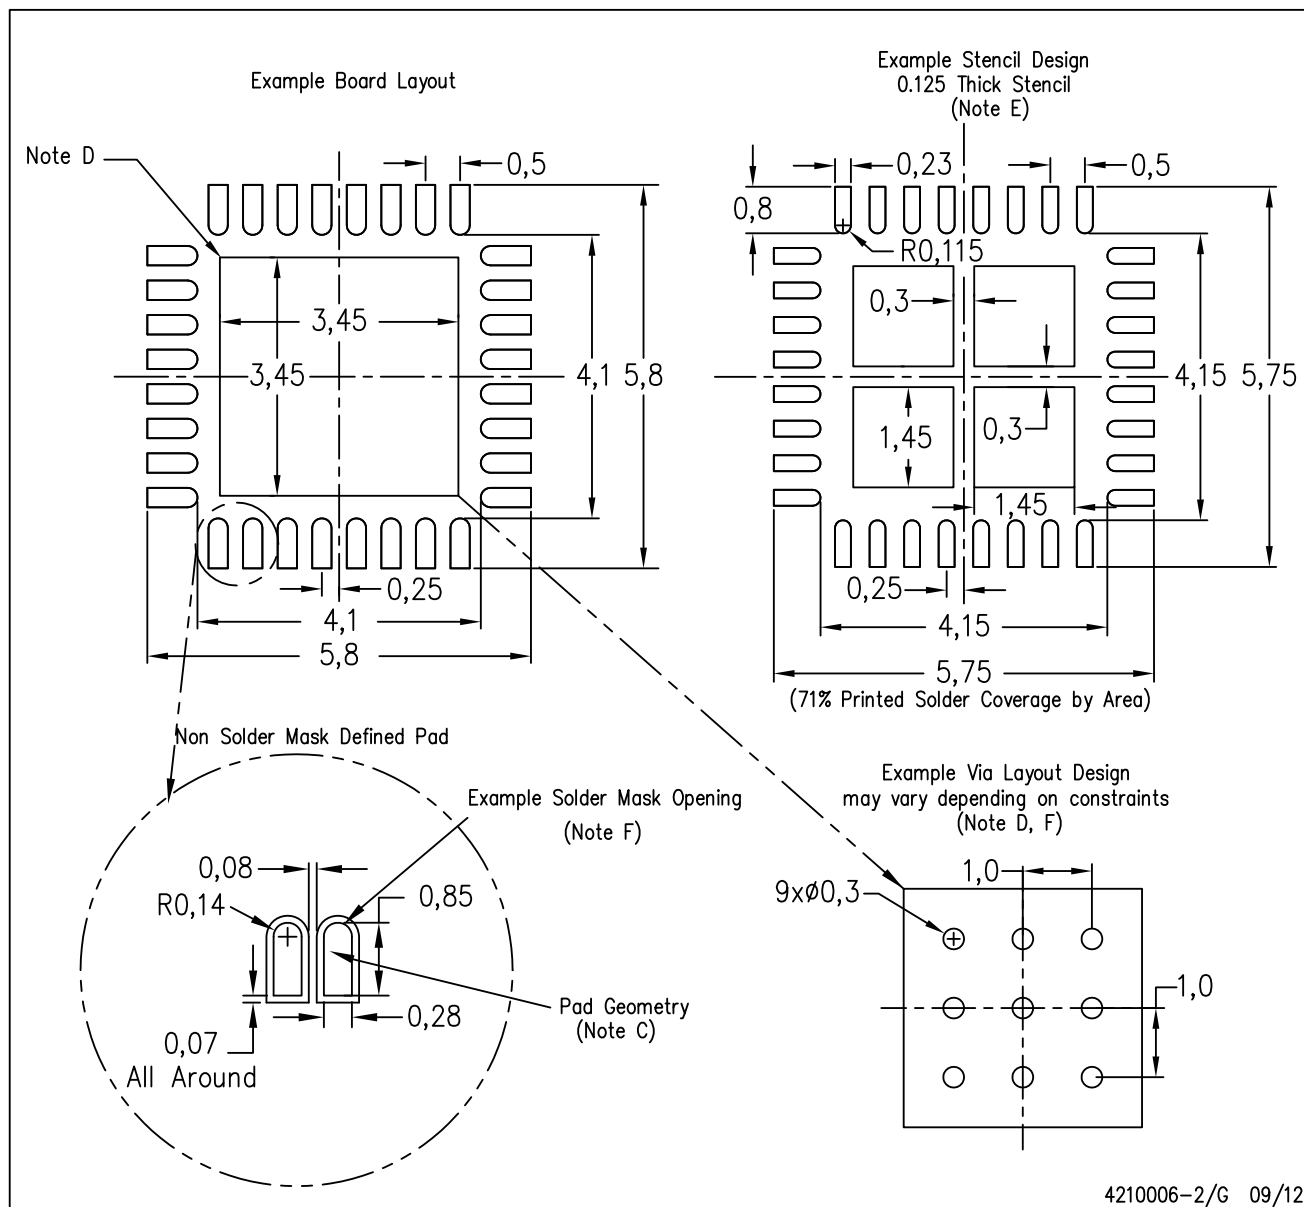 Example Board Layout
Note D
0,5
3,45
3,45
4,1
5,8
0,25
4,1
5,8
Example Stencil Design
0.125 Thick Stencil
(Note E)
0,23
0,5
0,8
R0,115
0,3
4,15
5,75
1,45
0,3
1,45
0,25
4,15
5,75
(71% Printed Solder Coverage by Area)
Non Solder Mask Defined Pad
Example Solder Mask Opening
(Note F)
0,08
R0,14
0,85
0,28
Pad Geometry
(Note C)
0,07
All Around
Example Via Layout Design
may vary depending on constraints
(Note D, F)
1,0
9xø0,3
1,0
4210006-2/G 09/12